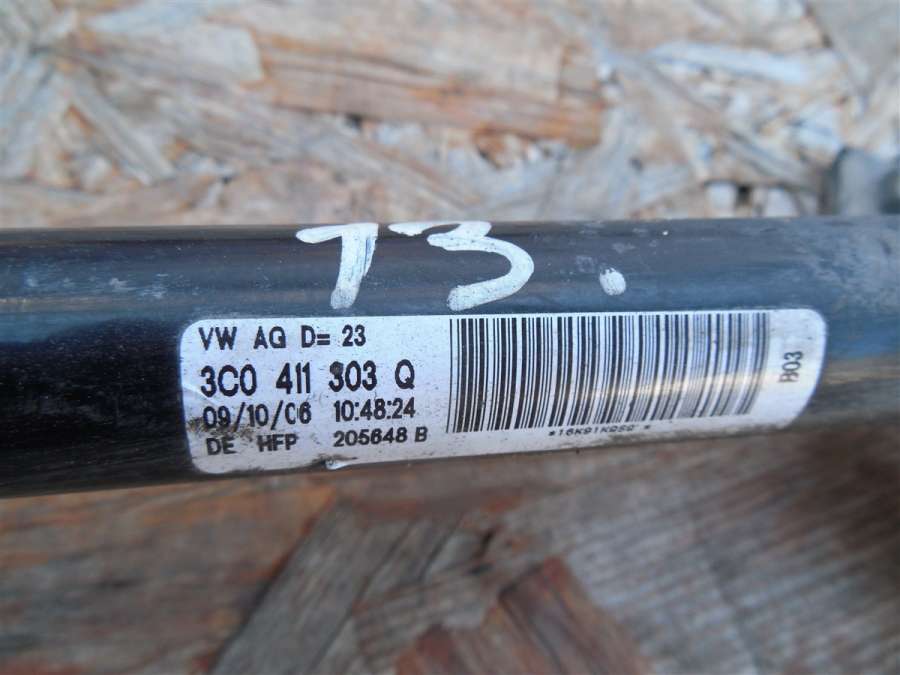 13.
VW AG D= 23
3C0 411 303 Q
09/10/06 10:48:24
DE HFP 205648 B
B03